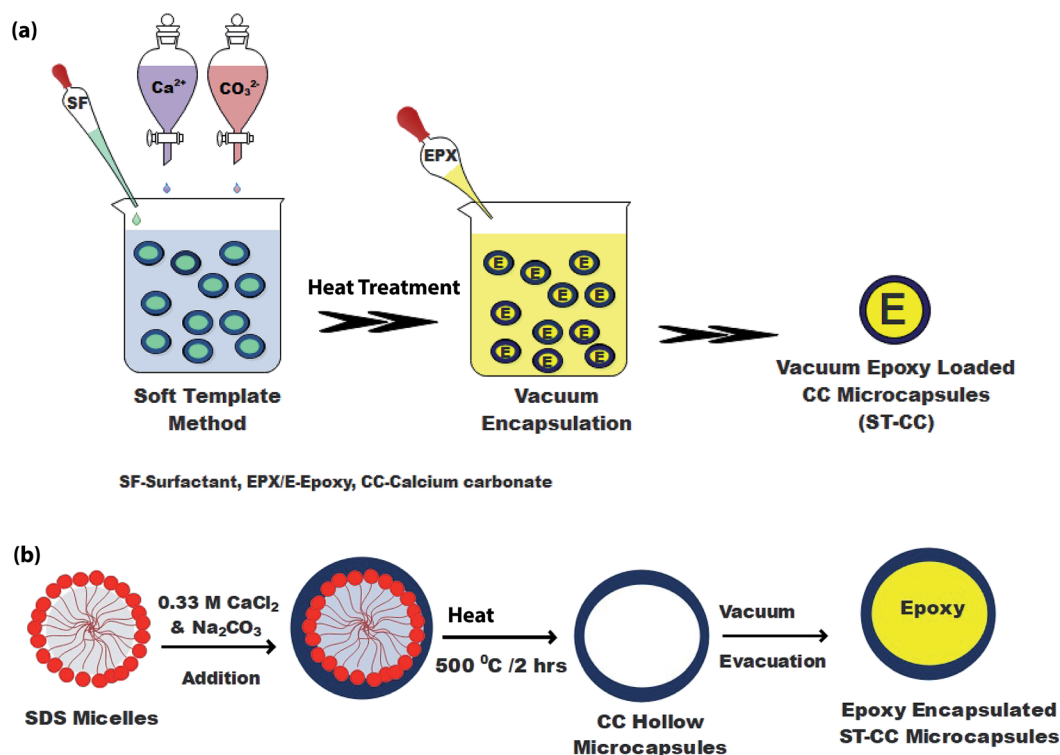 (a)
SF
Ca²⁺
CO₃²⁻
EPX
E
E
E
E
E
E
E
E
E
E
E
Heat Treatment
E
Soft Template
Method
Vacuum
Encapsulation
Vacuum Epoxy Loaded
CC Microcapsules
(ST-CC)
SF-Surfactant, EPX/E-Epoxy, CC-Calcium carbonate
(b)
0.33 M CaCl₂
& Na₂CO₃
Addition
SDS Micelles
Heat
500 ⁰C /2 hrs
CC Hollow
Microcapsules
Vacuum
Evacuation
Epoxy
Epoxy Encapsulated
ST-CC Microcapsules